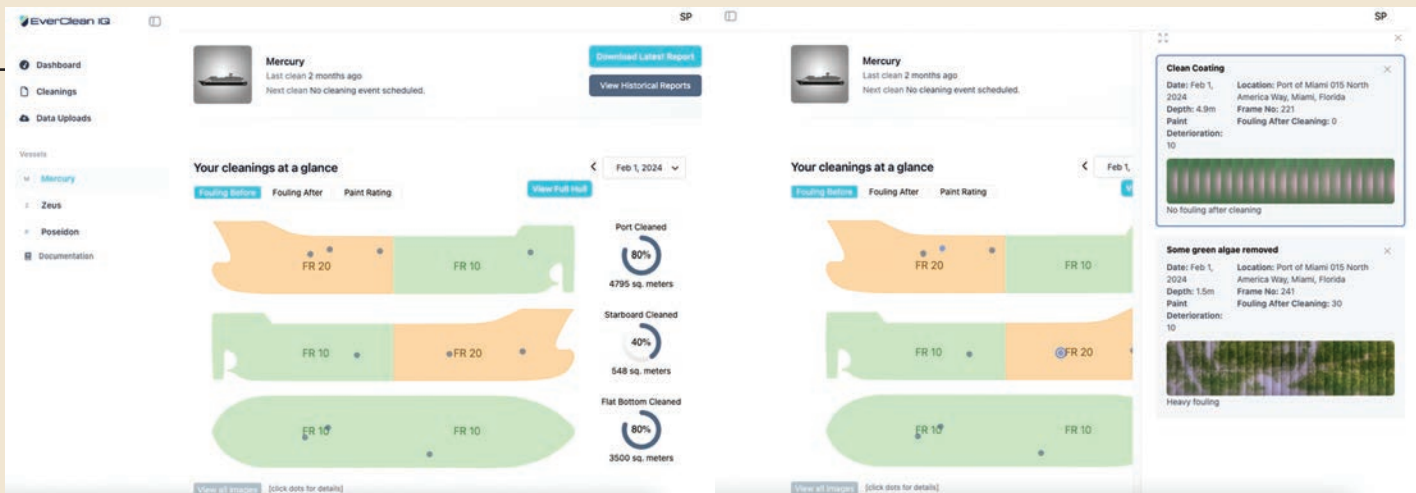 EverClean IQ
SP
Dashboard
Cleanings
Data Uploads
Vessels
M Mercury
Z Zeus
P Poseidon
Documentation
Mercury
Last clean 2 months ago
Next clean No cleaning event scheduled.
Download Latest Report
View Historical Reports
Your cleanings at a glance
Feb 1, 2024
Fouling Before Fouling After Paint Rating
View Full Hull
FR 20 FR 10
Port Cleaned
80%
4795 sq. meters
FR 10 FR 20
Starboard Cleaned
40%
548 sq. meters
FR 10 FR 10
Flat Bottom Cleaned
80%
3500 sq. meters
View all images [click dots for details]
SP
Mercury
Last clean 2 months ago
Next clean No cleaning event scheduled.
Your cleanings at a glance
Feb 1,
Fouling Before Fouling After Paint Rating
FR 20 FR 10
FR 10 FR 20
FR 10 FR 10
View all images [click dots for details]
Clean Coating
Date: Feb 1,
2024
Depth: 4.9m
Paint
Deterioration:
10
Location: Port of Miami 015 North
America Way, Miami, Florida
Frame No: 221
Fouling After Cleaning: 0
No fouling after cleaning
Some green algae removed
Date: Feb 1,
2024
Depth: 1.5m
Paint
Deterioration:
10
Location: Port of Miami 015 North
America Way, Miami, Florida
Frame No: 241
Fouling After Cleaning: 30
Heavy fouling